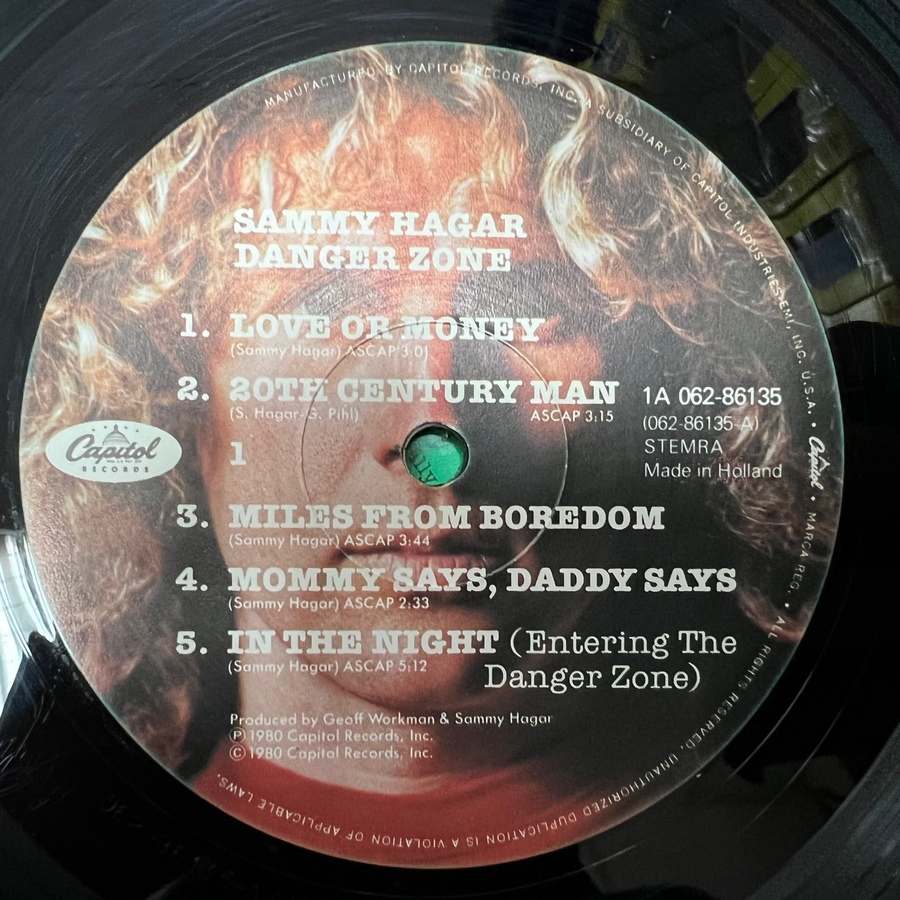 MANUFACTURED BY CAPITOL RECORDS, INC. A SUBSIDIARY OF CAPITOL INDUSTRIES-EMI, INC. U.S.A. • Capitol • MARCA REG. • ALL RIGHTS RESERVED. UNAUTHORIZED DUPLICATION IS A VIOLATION OF APPLICABLE LAWS.
SAMMY HAGAR
DANGER ZONE
1. LOVE OR MONEY
(Sammy Hagar) ASCAP 3:01
2. 20TH CENTURY MAN
(S. Hagar-G. Pihl) ASCAP 3:15
1A 062-86135
(062-86135-A)
STEMRA
Made in Holland
Capitol
RECORDS
1
3. MILES FROM BOREDOM
(Sammy Hagar) ASCAP 3:44
4. MOMMY SAYS, DADDY SAYS
(Sammy Hagar) ASCAP 2:33
5. IN THE NIGHT (Entering The
Danger Zone)
(Sammy Hagar) ASCAP 5:12
Produced by Geoff Workman & Sammy Hagar
Ⓟ1980 Capitol Records, Inc.
©1980 Capitol Records, Inc.